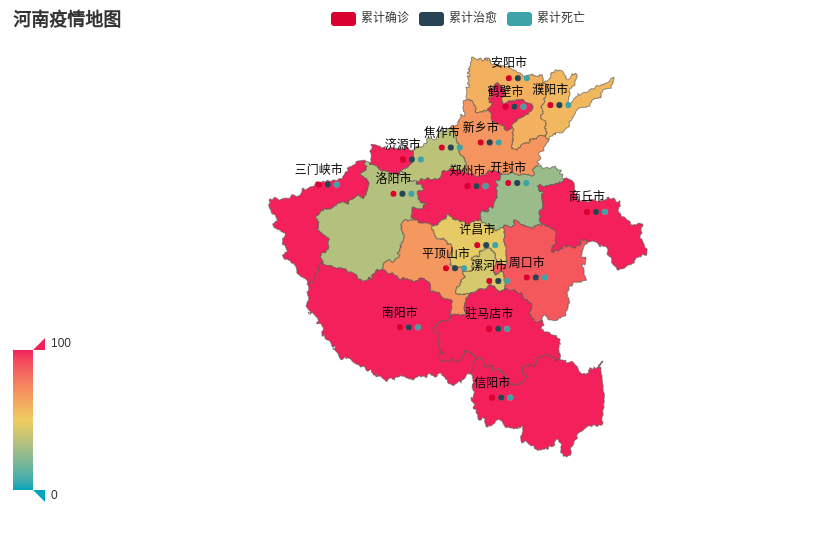 河南疫情地图
累计确诊 累计治愈 累计死亡
安阳市
鹤壁市 濮阳市
新乡市
焦作市
济源市
三门峡市 洛阳市 郑州市 开封市
商丘市
许昌市
平顶山市 漯河市 周口市
南阳市 驻马店市
100
信阳市
0